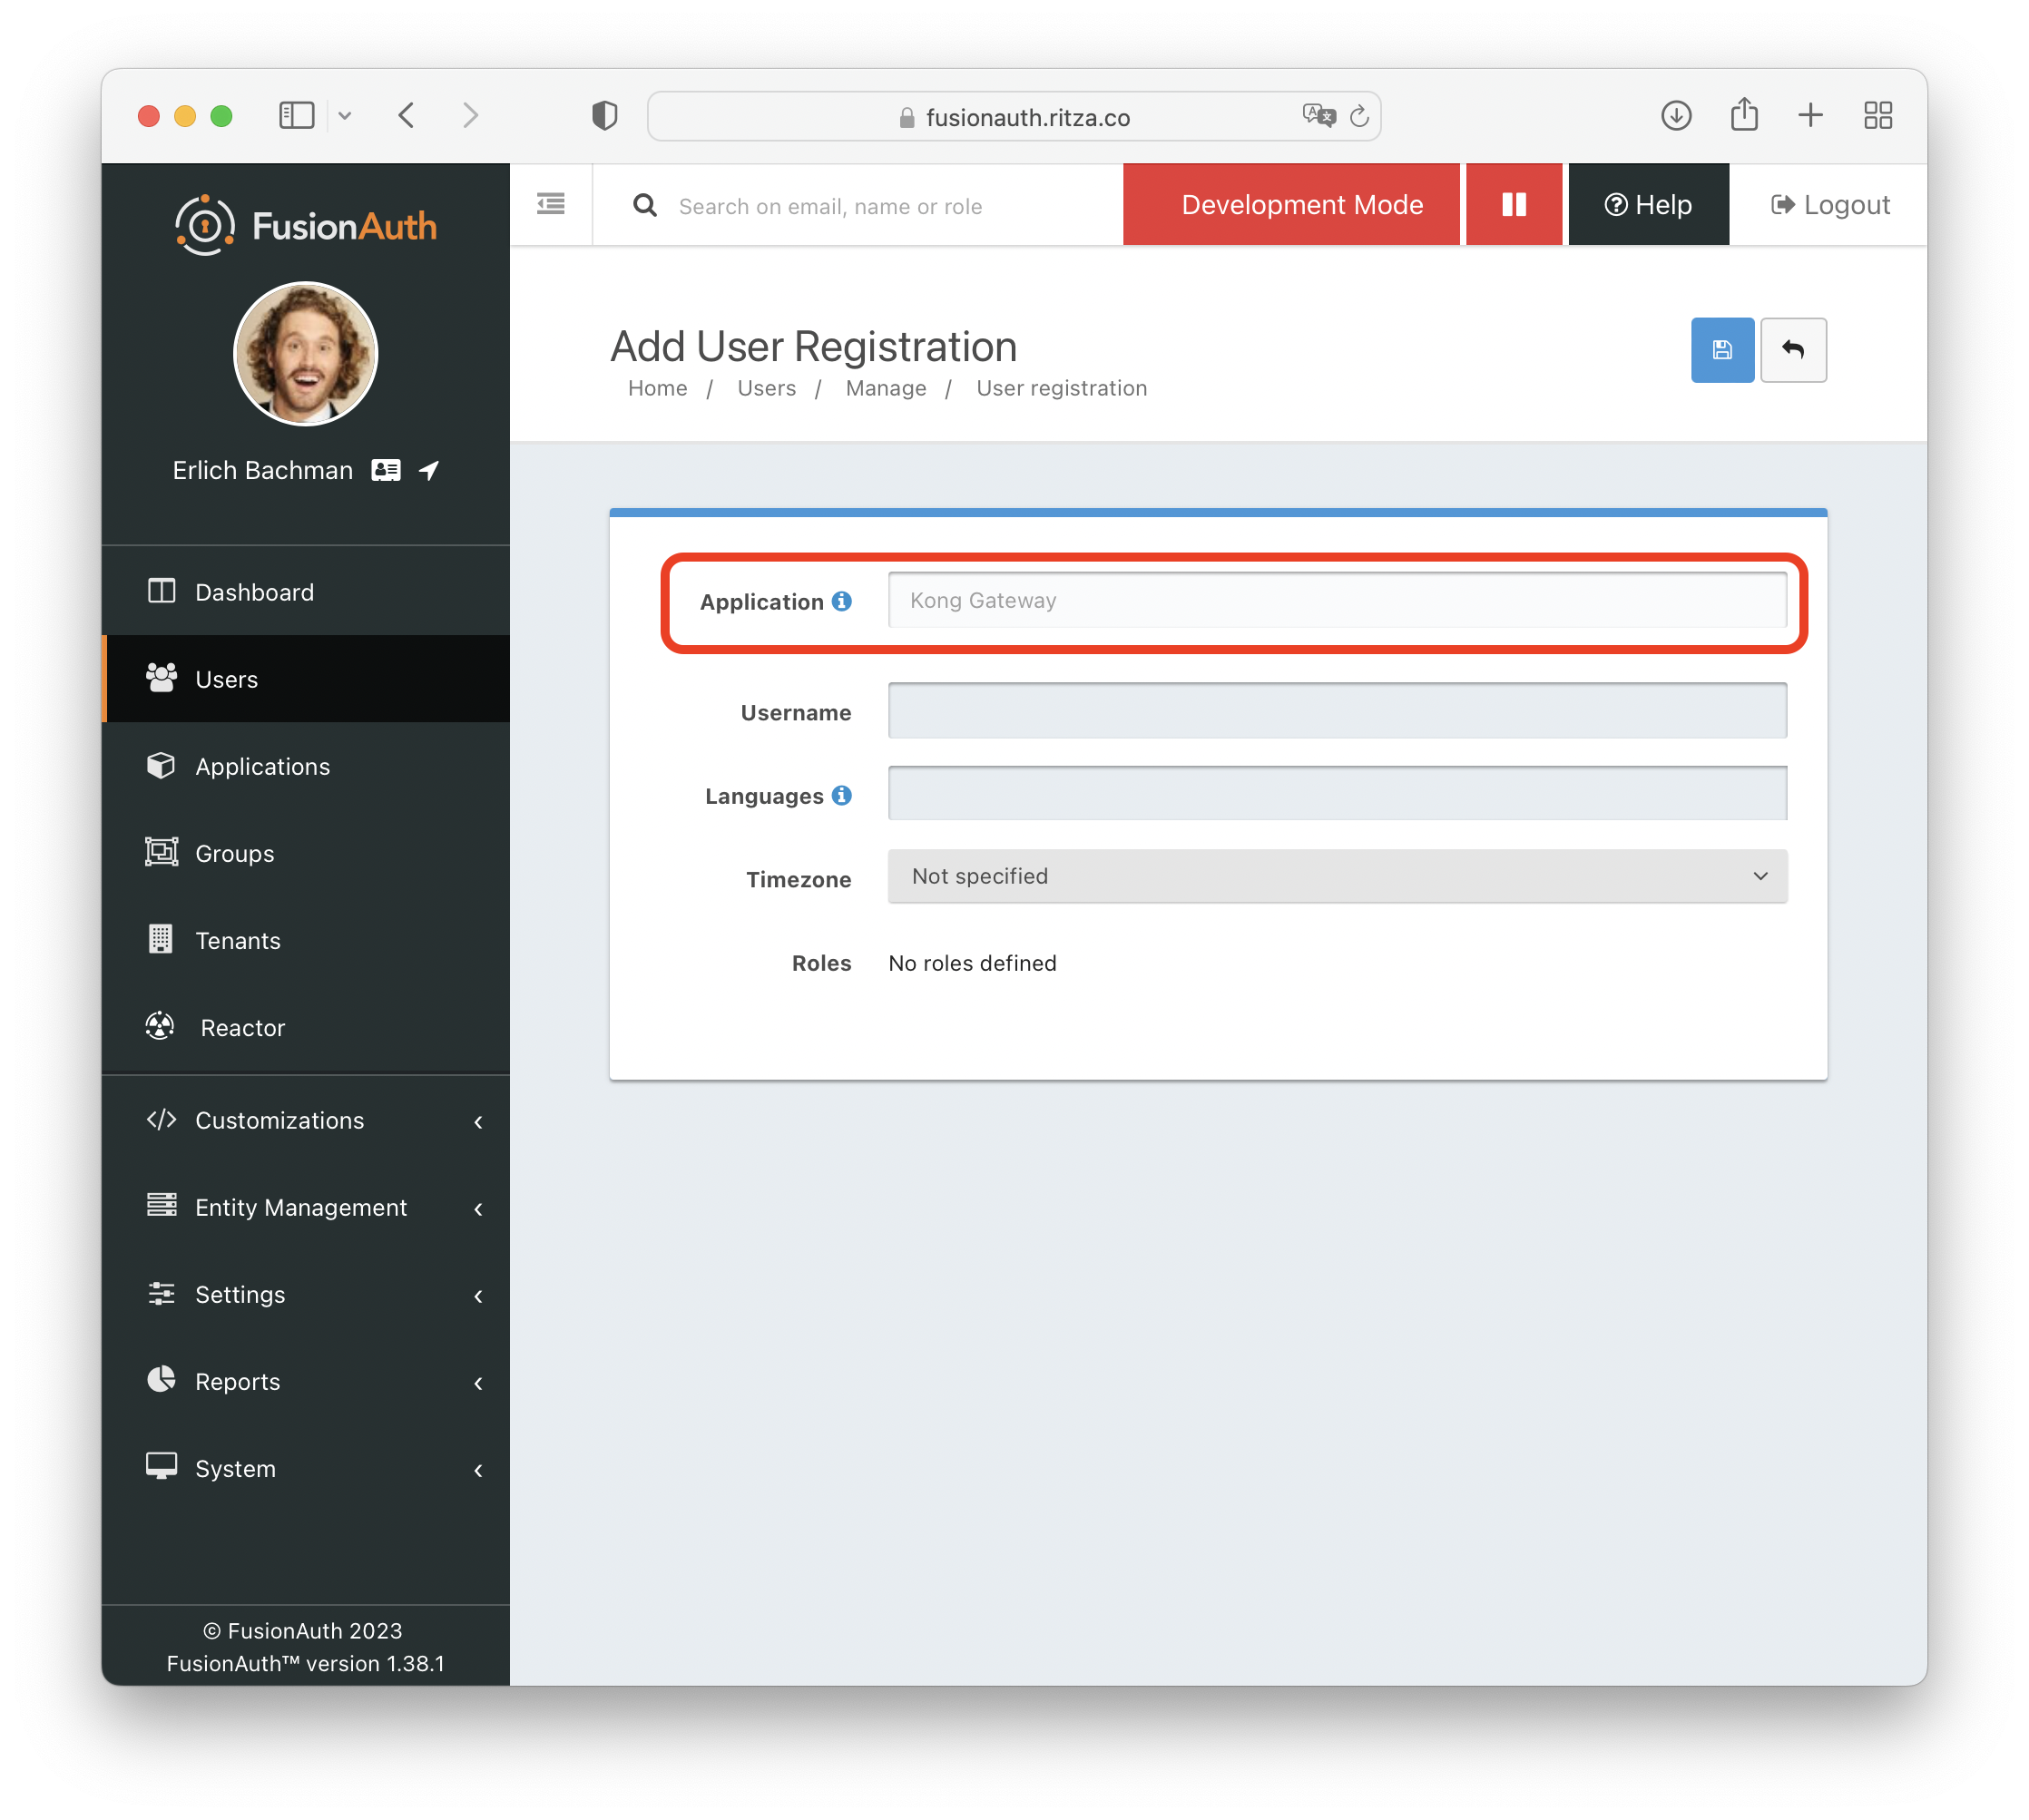 fusionauth.ritza.co
FusionAuth
Search on email, name or role
Development Mode
Help
Logout
Add User Registration
Home / Users / Manage / User registration
Erlich Bachman
Dashboard
Users
Applications
Groups
Tenants
Reactor
Customizations
Entity Management
Settings
Reports
System
© FusionAuth 2023
FusionAuth™ version 1.38.1
Application
Kong Gateway
Username
Languages
Timezone
Not specified
Roles
No roles defined